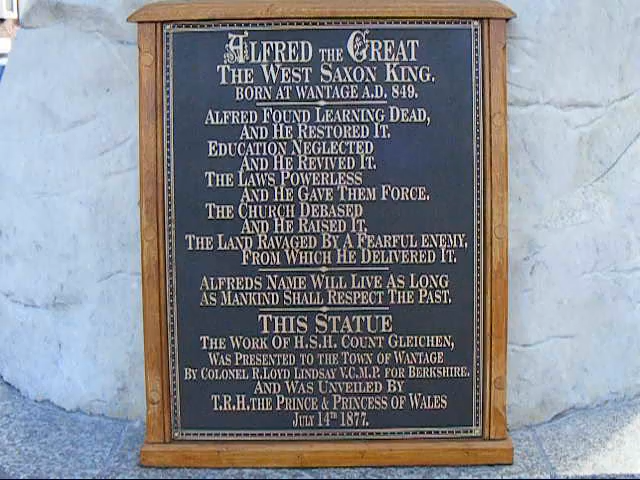 ALFRED THE GREAT
THE WEST SAXON KING.
BORN AT WANTAGE A.D. 849.
ALFRED FOUND LEARNING DEAD,
AND HE RESTORED IT.
EDUCATION NEGLECTED
AND HE REVIVED IT.
THE LAWS POWERLESS
AND HE GAVE THEM FORCE.
THE CHURCH DEBASED
AND HE RAISED IT,
THE LAND RAVAGED BY A FEARFUL ENEMY,
FROM WHICH HE DELIVERED IT.
ALFREDS NAME WILL LIVE AS LONG
AS MANKIND SHALL RESPECT THE PAST.
THIS STATUE
THE WORK OF H.S.H. COUNT GLEICHEN,
WAS PRESENTED TO THE TOWN OF WANTAGE
BY COLONEL R.LOYD LINDSAY V.C.M.P. FOR BERKSHIRE.
AND WAS UNVEILED BY
T.R.H.THE PRINCE & PRINCESS OF WALES
JULY 14TH 1877.